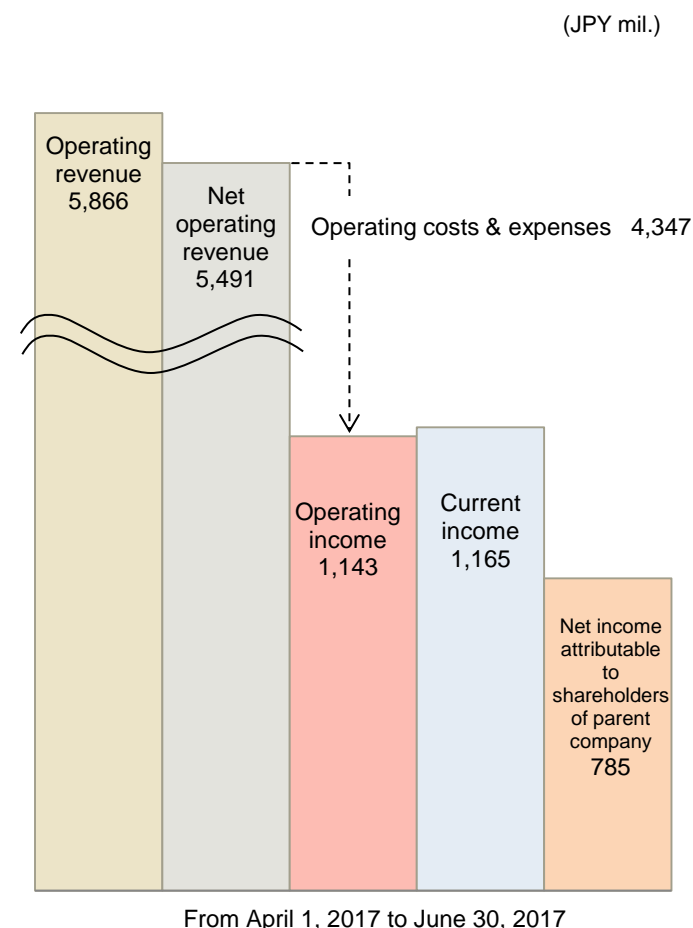 (JPY mil.)
Operating
revenue
5,866
Net
operating
revenue
5,491
Operating costs & expenses 4,347
Operating
income
1,143
Current
income
1,165
Net income
attributable
to
shareholders
of parent
company
785
From April 1, 2017 to June 30, 2017